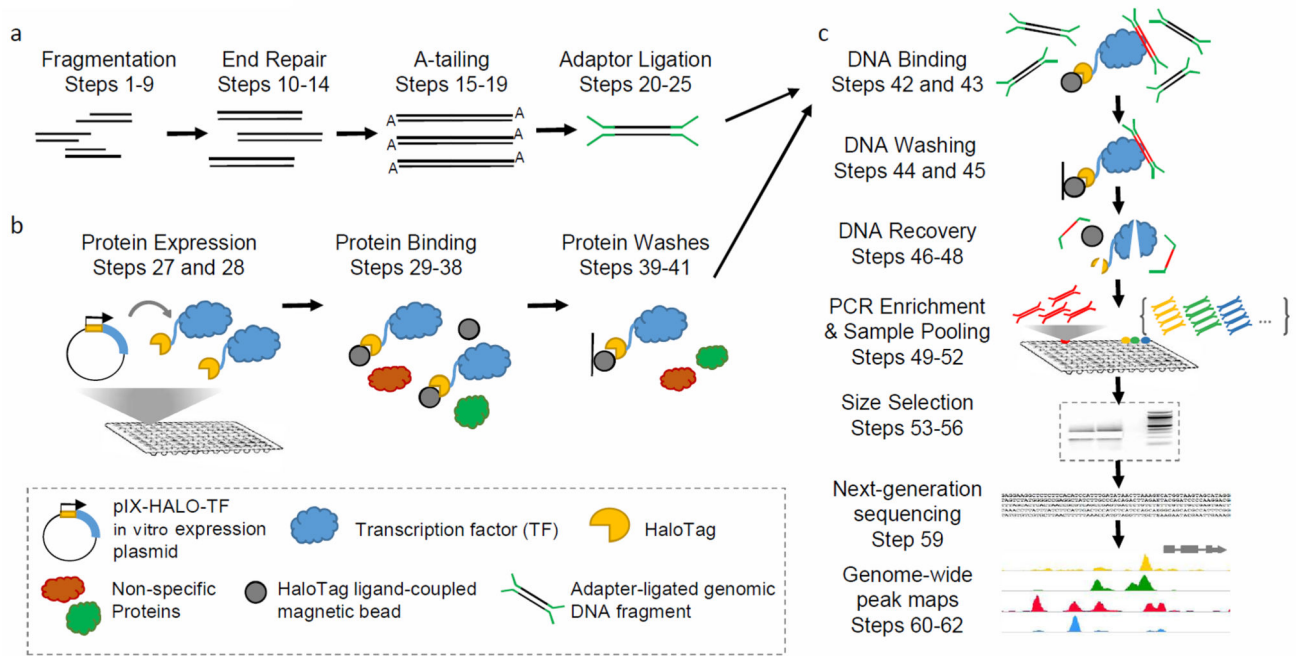 a
Fragmentation
Steps 1-9
End Repair
Steps 10-14
A-tailing
Steps 15-19
Adaptor Ligation
Steps 20-25
A
A
A
A
A
A
b
Protein Expression
Steps 27 and 28
Protein Binding
Steps 29-38
Protein Washes
Steps 39-41
pIX-HALO-TF
in vitro expression
plasmid
Transcription factor (TF)
HaloTag
Non-specific
Proteins
HaloTag ligand-coupled
magnetic bead
Adapter-ligated genomic
DNA fragment
c
DNA Binding
Steps 42 and 43
DNA Washing
Steps 44 and 45
DNA Recovery
Steps 46-48
PCR Enrichment
& Sample Pooling
Steps 49-52
{ ... }
Size Selection
Steps 53-56
Next-generation
sequencing
Step 59
Genome-wide
peak maps
Steps 60-62